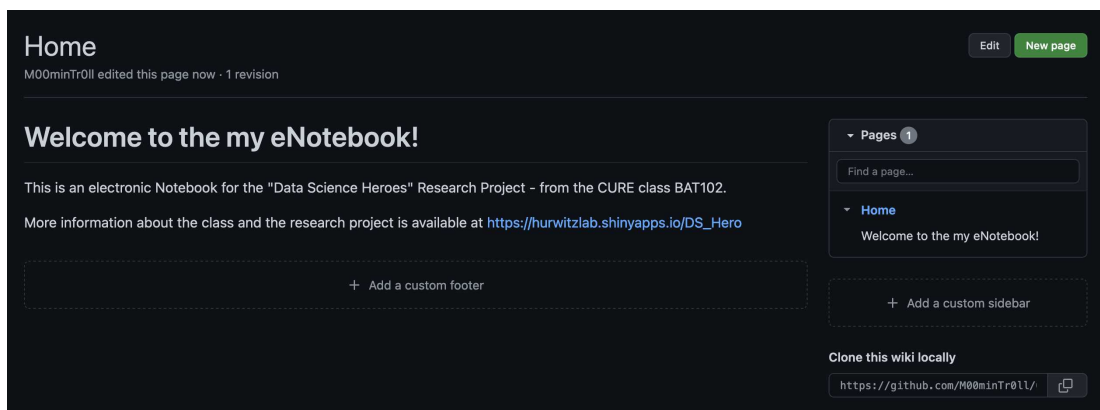 Home
Edit
New page
M00minTr0ll edited this page now · 1 revision
Welcome to the my eNotebook!
This is an electronic Notebook for the "Data Science Heroes" Research Project - from the CURE class BAT102.
More information about the class and the research project is available at https://hurwitzlab.shinyapps.io/DS_Hero
+ Add a custom footer
Pages 1
Find a page...
Home
Welcome to the my eNotebook!
+ Add a custom sidebar
Clone this wiki locally
https://github.com/M00minTr0ll/